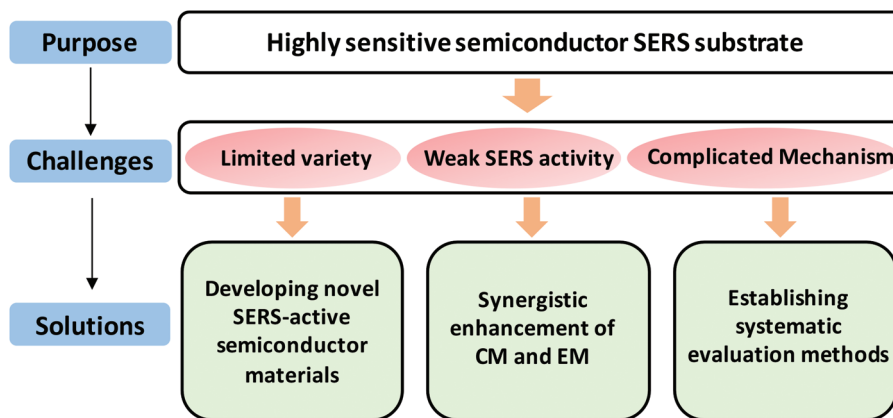 Purpose
Highly sensitive semiconductor SERS substrate
Challenges
Limited variety
Weak SERS activity
Complicated Mechanism
Solutions
Developing novel
SERS-active
semiconductor
materials
Synergistic
enhancement of
CM and EM
Establishing
systematic
evaluation methods